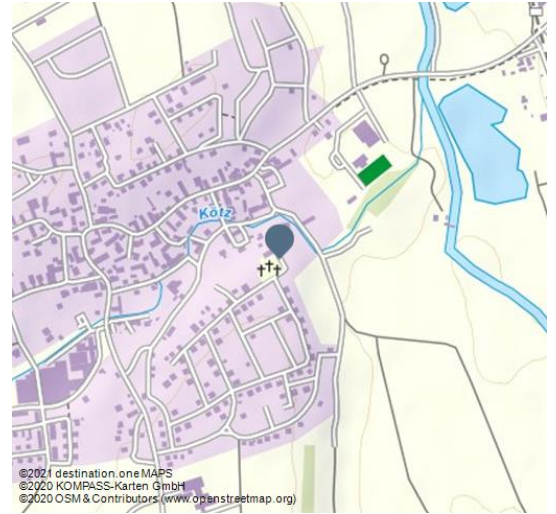 Kötz
©2021 destination.one MAPS
©2020 KOMPASS-Karten GmbH
©2020 OSM & Contributors (www.openstreetmap.org)